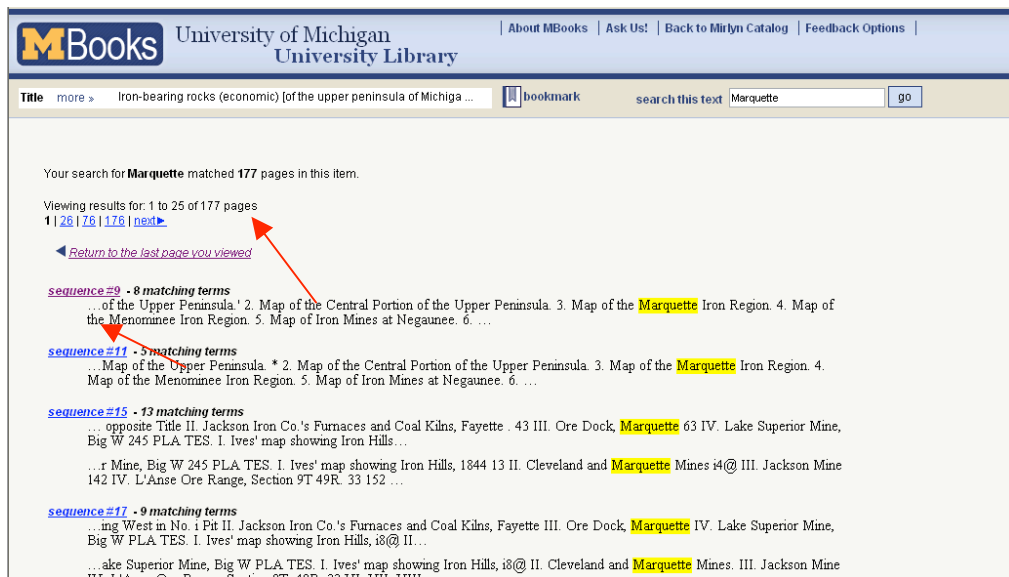 MBooks University of Michigan University Library | About MBooks | Ask Us! | Back to Mirlyn Catalog | Feedback Options |
Title more » Iron-bearing rocks (economic) [of the upper peninsula of Michiga ... bookmark search this text Marquette go
Your search for Marquette matched 177 pages in this item.
Viewing results for: 1 to 25 of 177 pages
1 | 26 | 76 | 176 | next►
◄ Return to the last page you viewed
sequence #9 - 8 matching terms
…of the Upper Peninsula.' 2. Map of the Central Portion of the Upper Peninsula. 3. Map of the Marquette Iron Region. 4. Map of
the Menominee Iron Region. 5. Map of Iron Mines at Negaunee. 6. …
sequence #11 - 5 matching terms
…Map of the Upper Peninsula. * 2. Map of the Central Portion of the Upper Peninsula. 3. Map of the Marquette Iron Region. 4.
Map of the Menominee Iron Region. 5. Map of Iron Mines at Negaunee. 6. …
sequence #15 - 13 matching terms
… opposite Title II. Jackson Iron Co.'s Furnaces and Coal Kilns, Fayette . 43 III. Ore Dock, Marquette 63 IV. Lake Superior Mine,
Big W 245 PLA TES. I. Ives' map showing Iron Hills…
…r Mine, Big W 245 PLA TES. I. Ives' map showing Iron Hills, 1844 13 II. Cleveland and Marquette Mines i4@ III. Jackson Mine
142 IV. L'Anse Ore Range, Section 9T 49R. 33 152 …
sequence #17 - 9 matching terms
…ing West in No. i Pit II. Jackson Iron Co.'s Furnaces and Coal Kilns, Fayette III. Ore Dock, Marquette IV. Lake Superior Mine,
Big W PLA TES. I. Ives' map showing Iron Hills, i8@ II…
…ake Superior Mine, Big W PLA TES. I. Ives' map showing Iron Hills, i8@ II. Cleveland and Marquette Mines. III. Jackson Mine